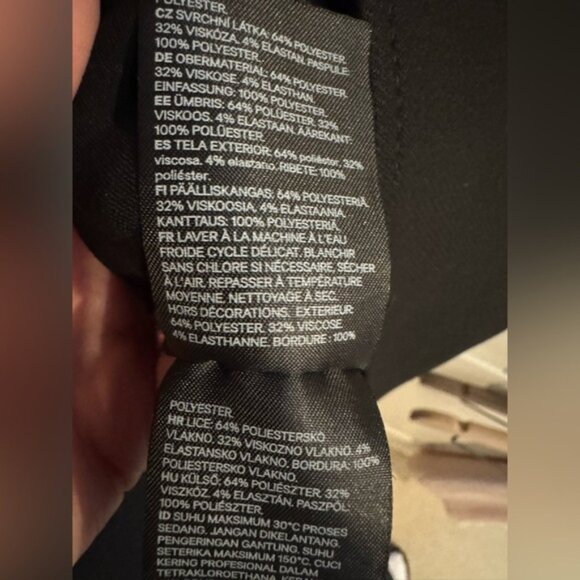 POLYESTER.
CZ SVRCHNÍ LÁTKA: 64% POLYESTER,
32% VISKÓZA, 4% ELASTAN. PASPULE:
100% POLYESTER.
DE OBERMATERIAL: 64% POLYESTER,
32% VISKOSE. 4% ELASTHAN.
EINFASSUNG: 100% POLYESTER.
EE ÜMBRIS: 64% POLÜESTER. 32%
VISKOOS. 4% ELASTAAN. ÄÄREKANT:
100% POLÜESTER.
ES TELA EXTERIOR: 64% poliéster. 32%
viscosa. 4% elastano. RIBETE: 100%
poliéster.
FI PÄÄLLISKANGAS: 64% POLYESTERIÄ,
32% VISKOOSIA, 4% ELASTAANIA.
KANTTAUS: 100% POLYESTERIÄ.
FR LAVER À LA MACHINE À L'EAU
FROIDE CYCLE DÉLICAT. BLANCHIR
SANS CHLORE SI NÉCESSAIRE. SÉCHER
À L'AIR. REPASSER À TEMPÉRATURE
MOYENNE. NETTOYAGE À SEC.
HORS DÉCORATIONS. EXTERIEUR:
64% POLYESTER. 32% VISCOSE.
4% ELASTHANNE. BORDURE: 100%
POLYESTER.
HR LICE: 64% POLIESTERSKO
VLAKNO. 32% VISKOZNO VLAKNO. 4%
ELASTANSKO VLAKNO. BORDURA: 100%
POLIESTERSKO VLAKNO.
HU KÜLSŐ: 64% POLIÉSZTER. 32%
VISZKÓZ. 4% ELASZTÁN. PASZPÓL:
100% POLIÉSZTER.
ID SUHU MAKSIMUM 30°C PROSES
SEDANG. JANGAN DIKELANTANG.
PENGERINGAN GANTUNG. SUHU
SETERIKA MAKSIMUM 150°C. CUCI
KERING PROFESIONAL DALAM
TETRAKLOROETHANA,